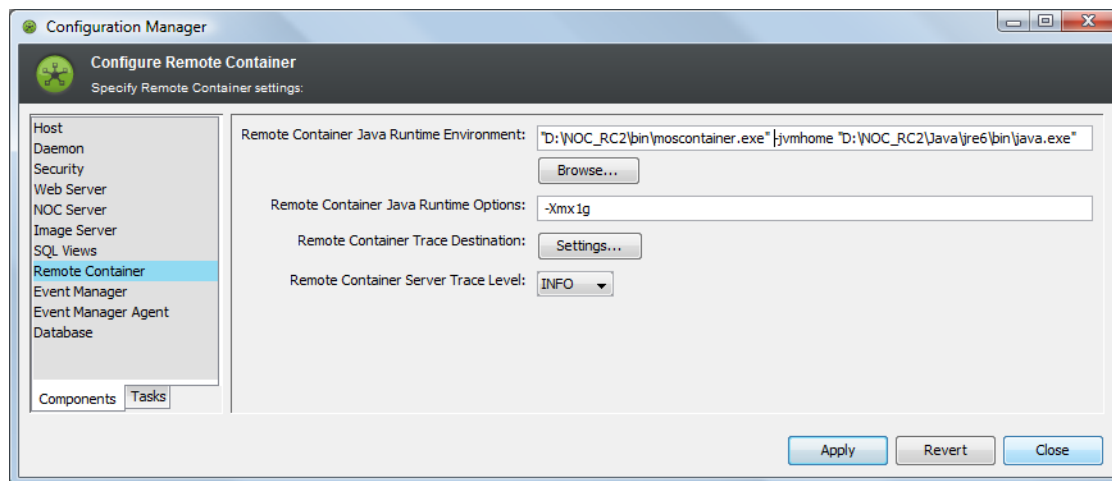 Configuration Manager
Configure Remote Container
Specify Remote Container settings:
Host
Daemon
Security
Web Server
NOC Server
Image Server
SQL Views
Remote Container
Event Manager
Event Manager Agent
Database
Components Tasks
Remote Container Java Runtime Environment: "D:\NOC_RC2\bin\moscontainer.exe" -jvmhome "D:\NOC_RC2\Java\jre6\bin\java.exe"
Browse...
Remote Container Java Runtime Options: -Xmx1g
Remote Container Trace Destination: Settings...
Remote Container Server Trace Level: INFO
Apply Revert Close